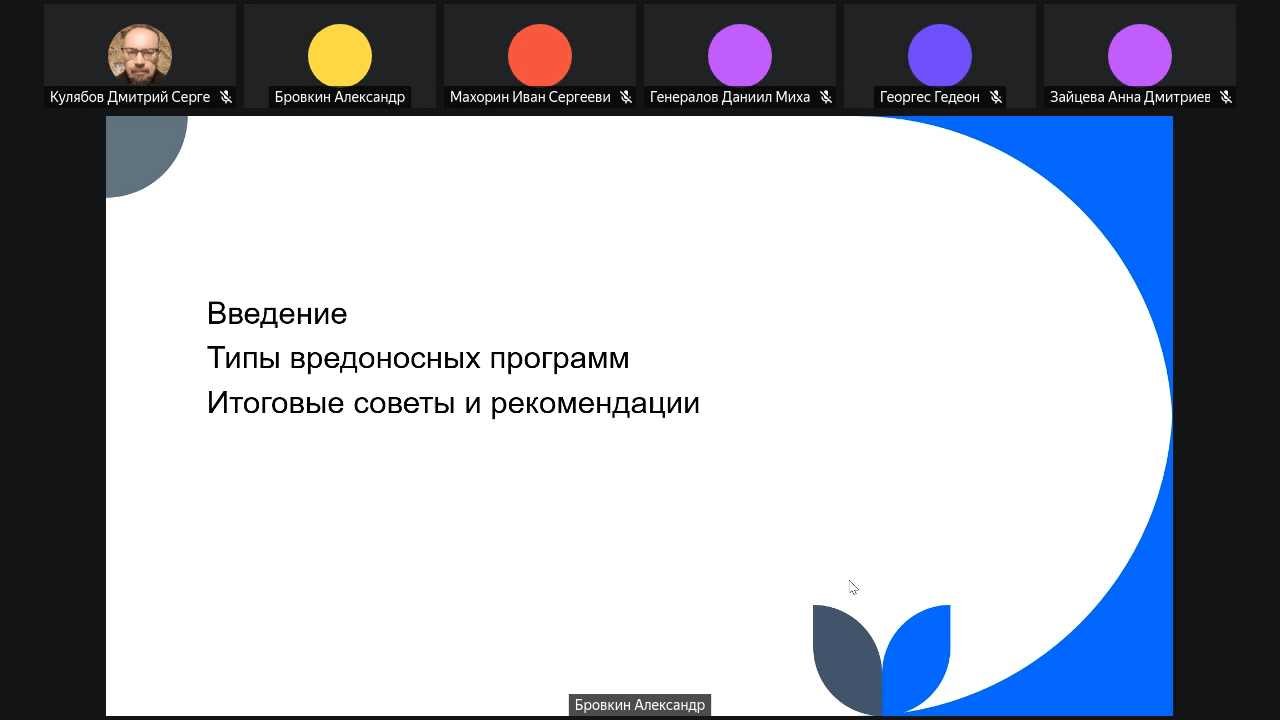 Кулябов Дмитрий Серге
Бровкин Александр
Махорин Иван Сергееви
Генералов Даниил Миха
Георгес Гедеон
Зайцева Анна Дмитриев
Введение
Типы вредоносных программ
Итоговые советы и рекомендации
Бровкин Александр